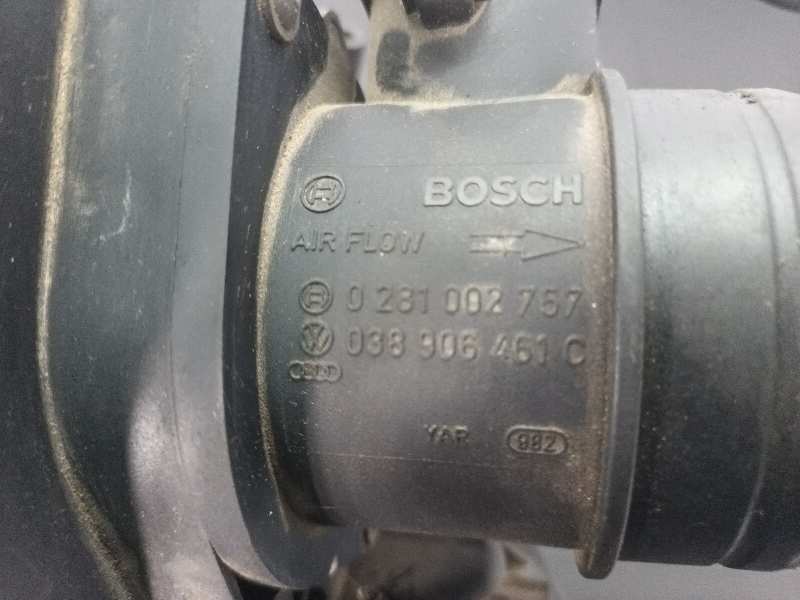 BOSCH
AIR FLOW
0 281 002 757
038 906 461 C
YAR 982